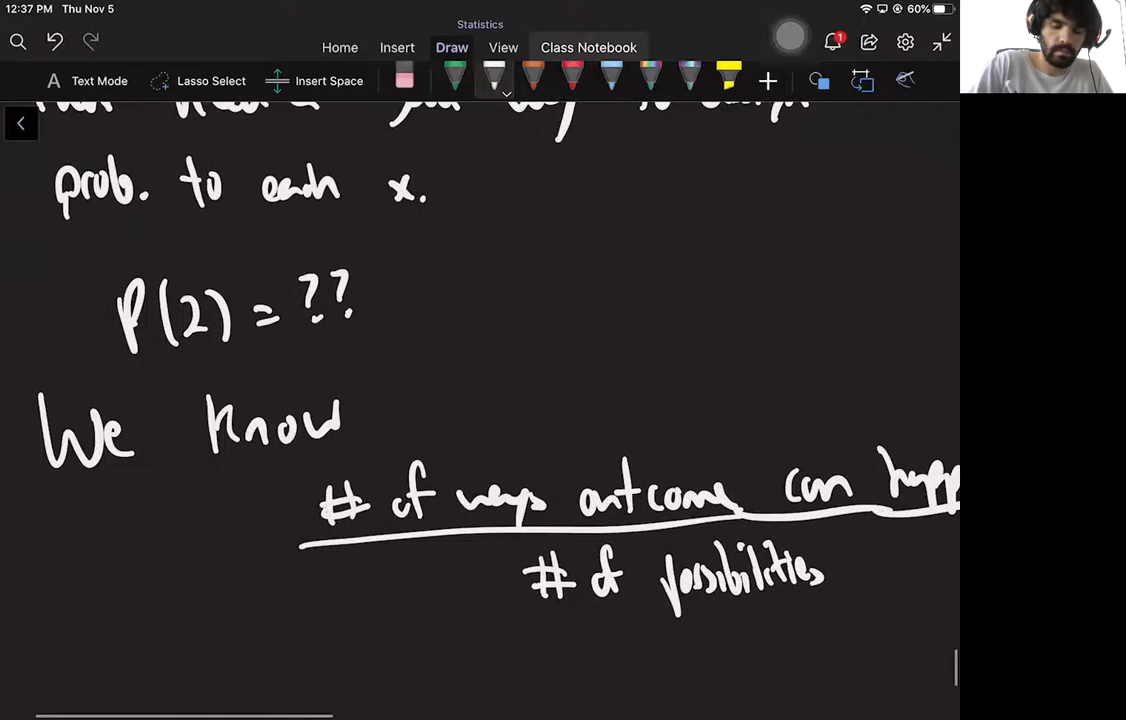 12:37 PM Thu Nov 5
60%
Statistics
Home Insert Draw View Class Notebook
1
Text Mode Lasso Select Insert Space
prob. to each x.
P(2) = ??
We know
# of ways outcome can happ
# of possibilities